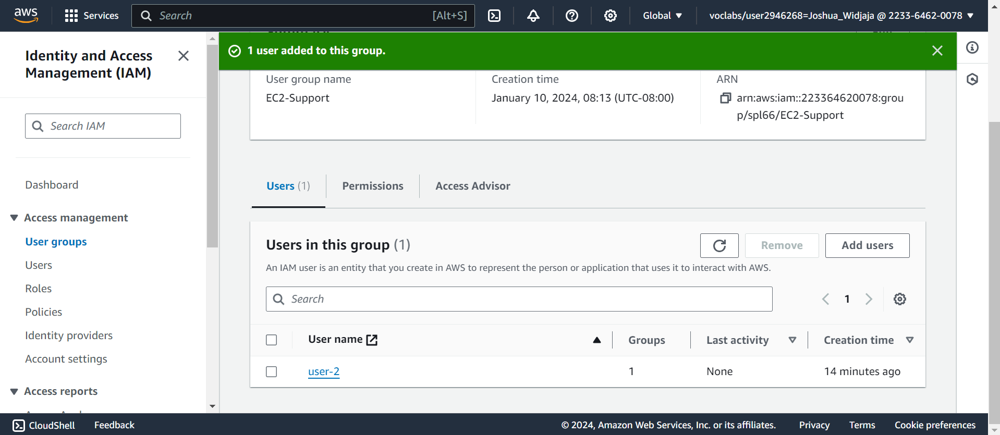 aws
Services
Search
[Alt+S]
Global
voclabs/user2946268=Joshua_Widjaja @ 2233-6462-0078
Identity and Access
Management (IAM)
Search IAM
Dashboard
Access management
User groups
Users
Roles
Policies
Identity providers
Account settings
Access reports
1 user added to this group.
User group name
EC2-Support
Creation time
January 10, 2024, 08:13 (UTC-08:00)
ARN
arn:aws:iam::223364620078:grou
p/spl66/EC2-Support
Users (1)
Permissions
Access Advisor
Users in this group (1)
Remove
Add users
An IAM user is an entity that you create in AWS to represent the person or application that uses it to interact with AWS.
Search
1
User name
Groups
Last activity
Creation time
user-2
1
None
14 minutes ago
CloudShell
Feedback
© 2024, Amazon Web Services, Inc. or its affiliates.
Privacy
Terms
Cookie preferences